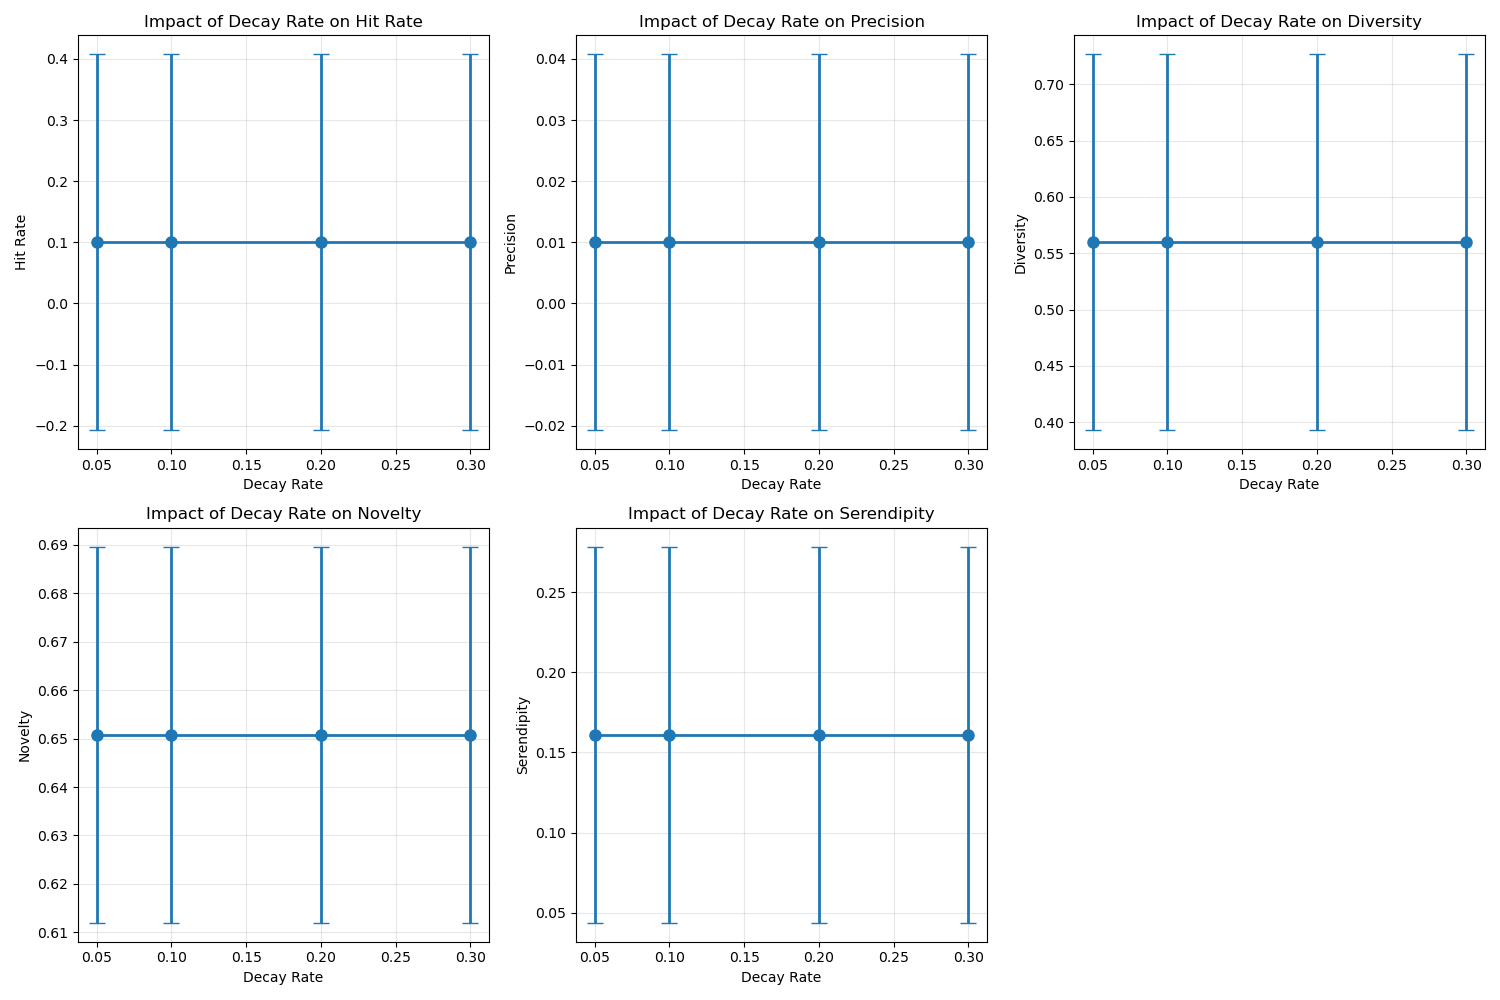 Impact of Decay Rate on Hit Rate
Hit Rate
0.4
0.3
0.2
0.1
0.0
−0.1
−0.2
0.05 0.10 0.15 0.20 0.25 0.30
Decay Rate
Impact of Decay Rate on Precision
Precision
0.04
0.03
0.02
0.01
0.00
−0.01
−0.02
0.05 0.10 0.15 0.20 0.25 0.30
Decay Rate
Impact of Decay Rate on Diversity
Diversity
0.70
0.65
0.60
0.55
0.50
0.45
0.40
0.05 0.10 0.15 0.20 0.25 0.30
Decay Rate
Impact of Decay Rate on Novelty
Novelty
0.69
0.68
0.67
0.66
0.65
0.64
0.63
0.62
0.61
0.05 0.10 0.15 0.20 0.25 0.30
Decay Rate
Impact of Decay Rate on Serendipity
Serendipity
0.25
0.20
0.15
0.10
0.05
0.05 0.10 0.15 0.20 0.25 0.30
Decay Rate